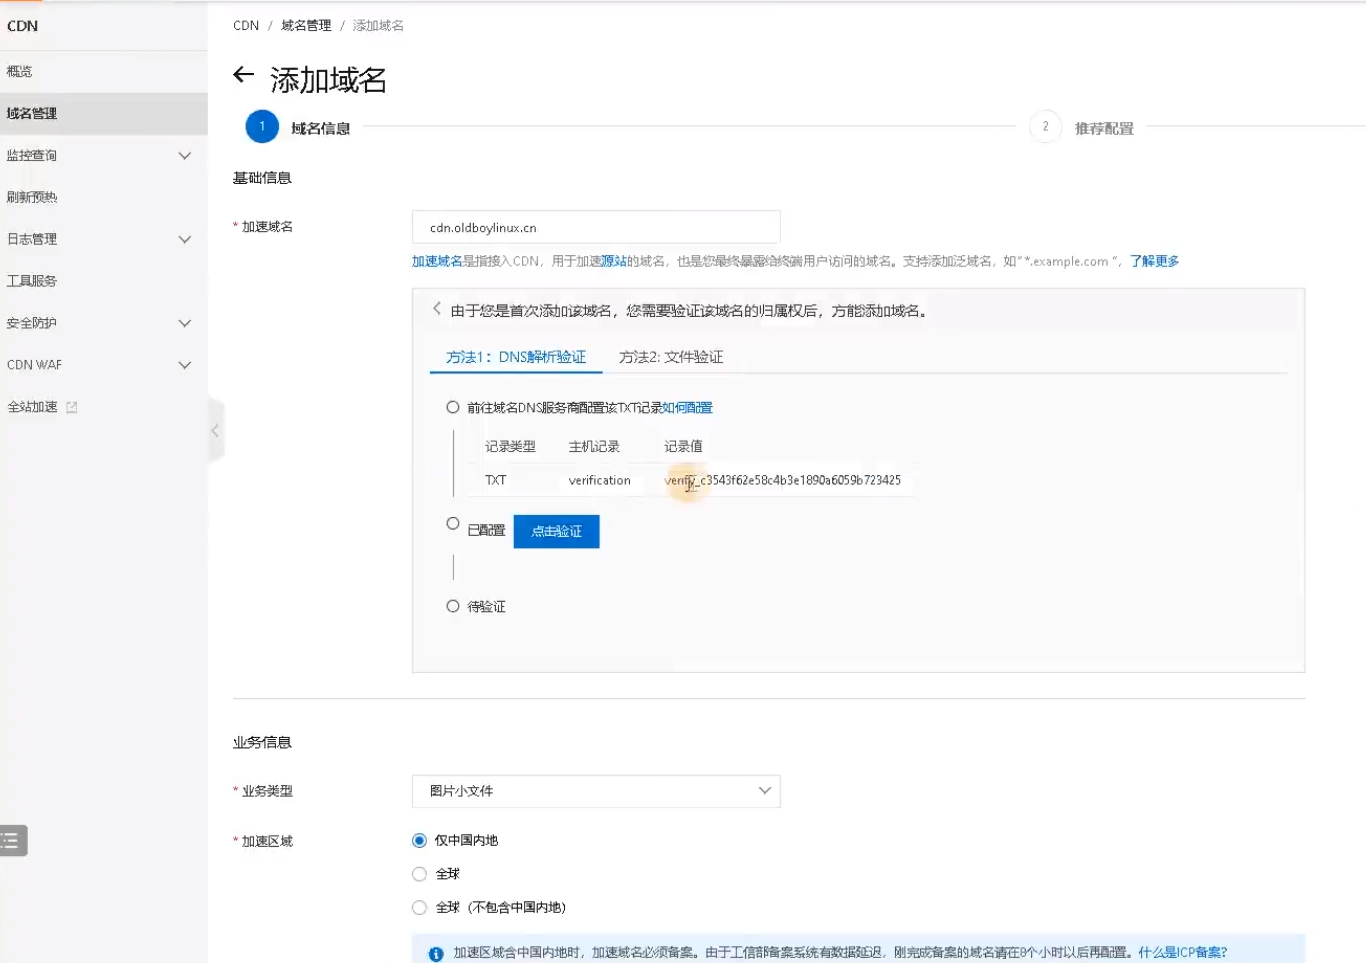 CDN
CDN / 域名管理 / 添加域名
概览
域名管理
监控查询
刷新预热
日志管理
工具服务
安全防护
CDN WAF
全站加速
添加域名
1 域名信息
2 推荐配置
基础信息
* 加速域名
cdn.oldboylinux.cn
加速域名是指接入CDN，用于加速源站的域名，也是您最终暴露给终端用户访问的域名。支持添加泛域名，如“*.example.com “，了解更多
由于您是首次添加该域名，您需要验证该域名的归属权后，方能添加域名。
方法1：DNS解析验证 方法2: 文件验证
前往域名DNS服务商配置该TXT记录如何配置
记录类型 主机记录 记录值
TXT verification verify_c3543f62e58c4b3e1890a6059b723425
已配置 点击验证
待验证
业务信息
* 业务类型
图片小文件
* 加速区域
仅中国内地
全球
全球（不包含中国内地）
加速区域含中国内地时，加速域名必须备案。由于工信部备案系统有数据延迟，刚完成备案的域名请在8个小时以后再配置。什么是ICP备案?